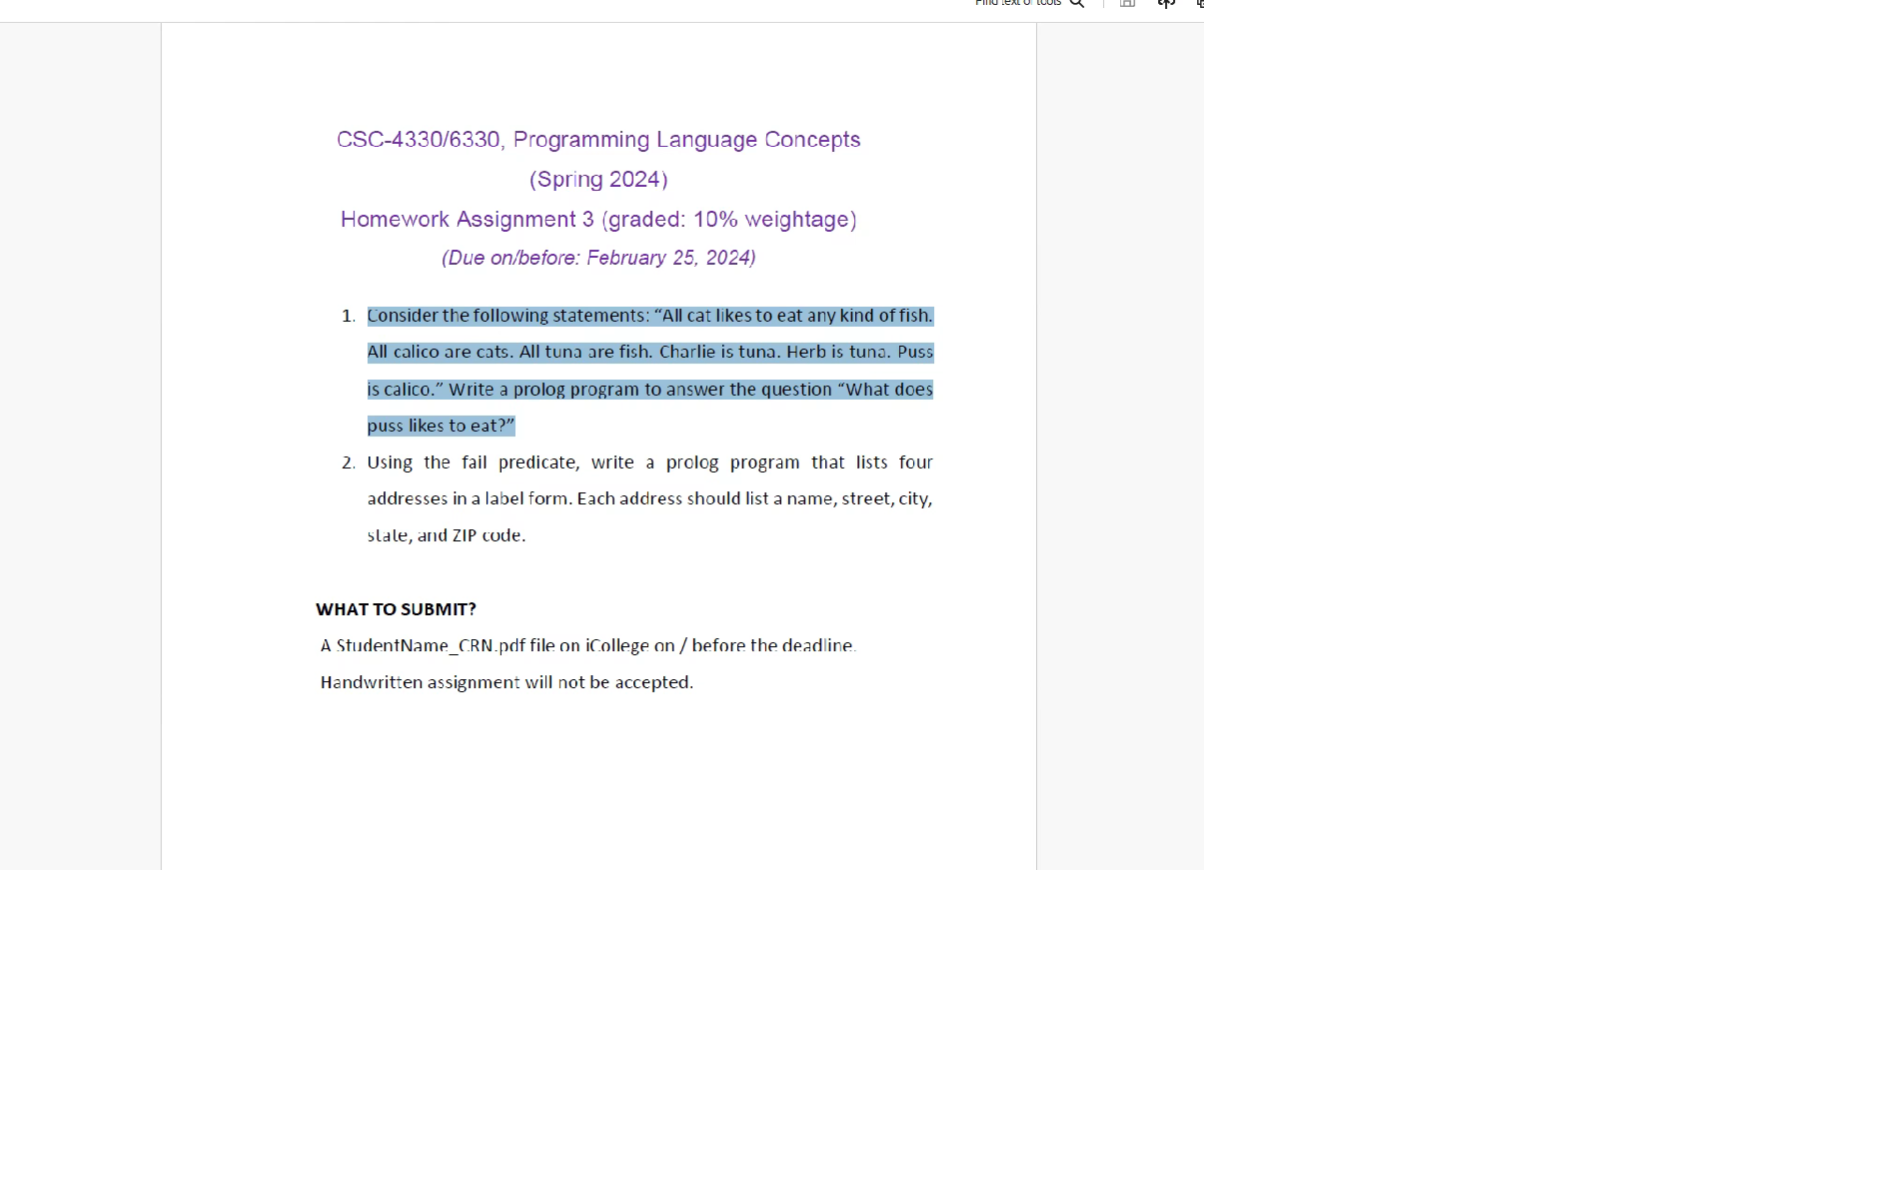 Find text or tools
CSC-4330/6330, Programming Language Concepts
(Spring 2024)
Homework Assignment 3 (graded: 10% weightage)
(Due on/before: February 25, 2024)
1. Consider the following statements: “All cat likes to eat any kind of fish.
All calico are cats. All tuna are fish. Charlie is tuna. Herb is tuna. Puss
is calico.” Write a prolog program to answer the question “What does
puss likes to eat?”
2. Using the fail predicate, write a prolog program that lists four
addresses in a label form. Each address should list a name, street, city,
state, and ZIP code.
WHAT TO SUBMIT?
A StudentName_CRN.pdf file on iCollege on / before the deadline.
Handwritten assignment will not be accepted.